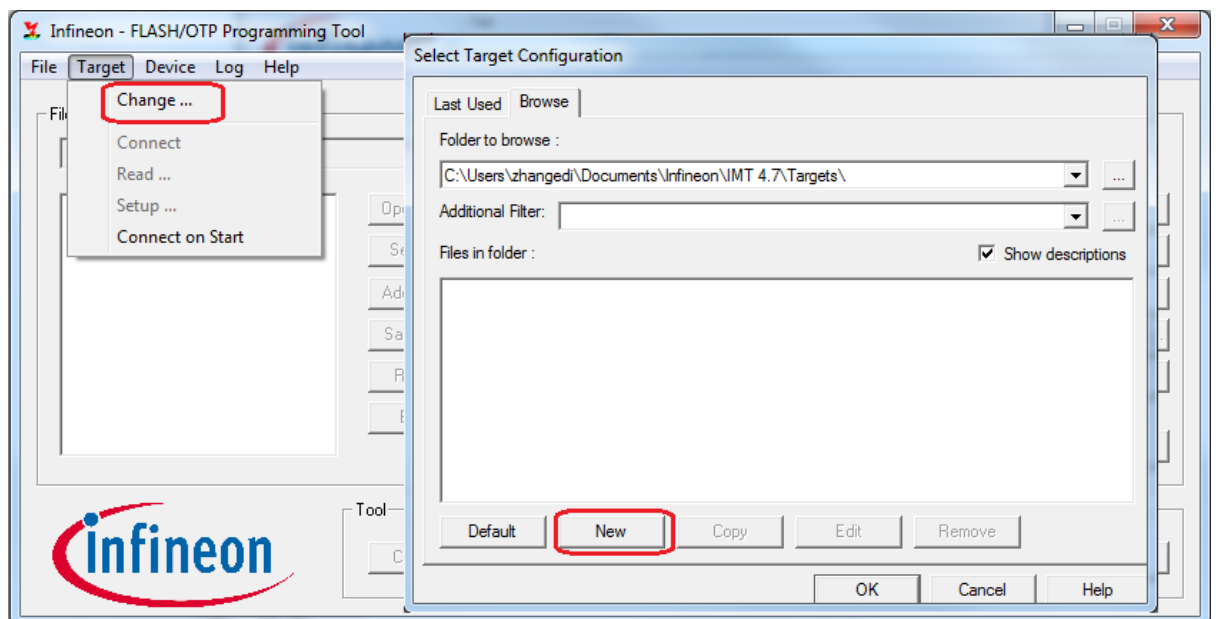 Infineon - FLASH/OTP Programming Tool
File Target Device Log Help
Change ...
Connect
Read ...
Setup ...
Connect on Start
Tool
infineon
Select Target Configuration
Last Used Browse
Folder to browse :
C:\Users\zhangedi\Documents\Infineon\IMT 4.7\Targets\
...
Additional Filter:
...
Files in folder :
Show descriptions
Default New Copy Edit Remove
OK Cancel Help